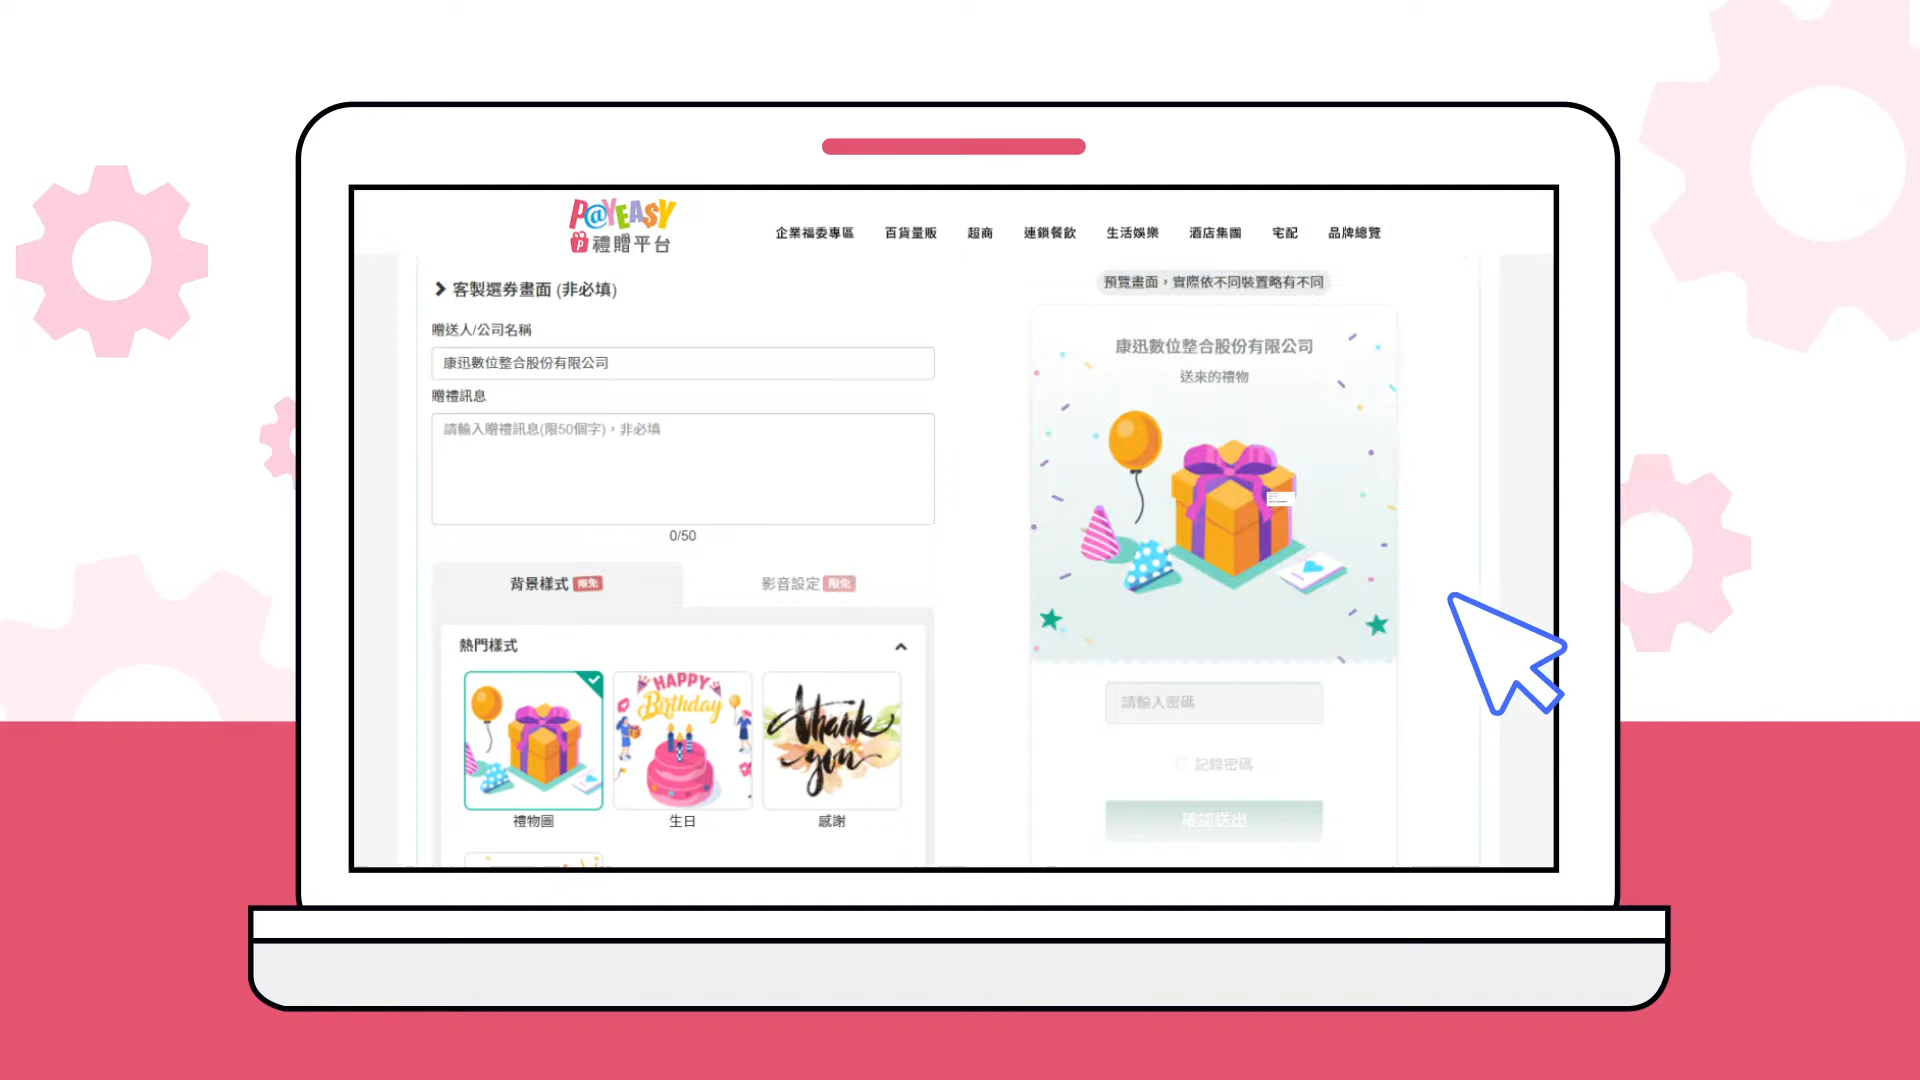 P@YEASY
禮贈平台
企業福委專區 百貨量販 超商 連鎖餐飲 生活娛樂 酒店集團 宅配 品牌總覽
客製選券畫面 (非必填)
贈送人/公司名稱
康迅數位整合股份有限公司
贈禮訊息
請輸入贈禮訊息(限50個字)，非必填
0/50
背景樣式 限免
影音設定 限免
熱門樣式
HAPPY
Birthday
thank
you
禮物圖
生日
感謝
預覽畫面，實際依不同裝置略有不同
康迅數位整合股份有限公司
送來的禮物
請輸入密碼
記錄密碼
確認送出